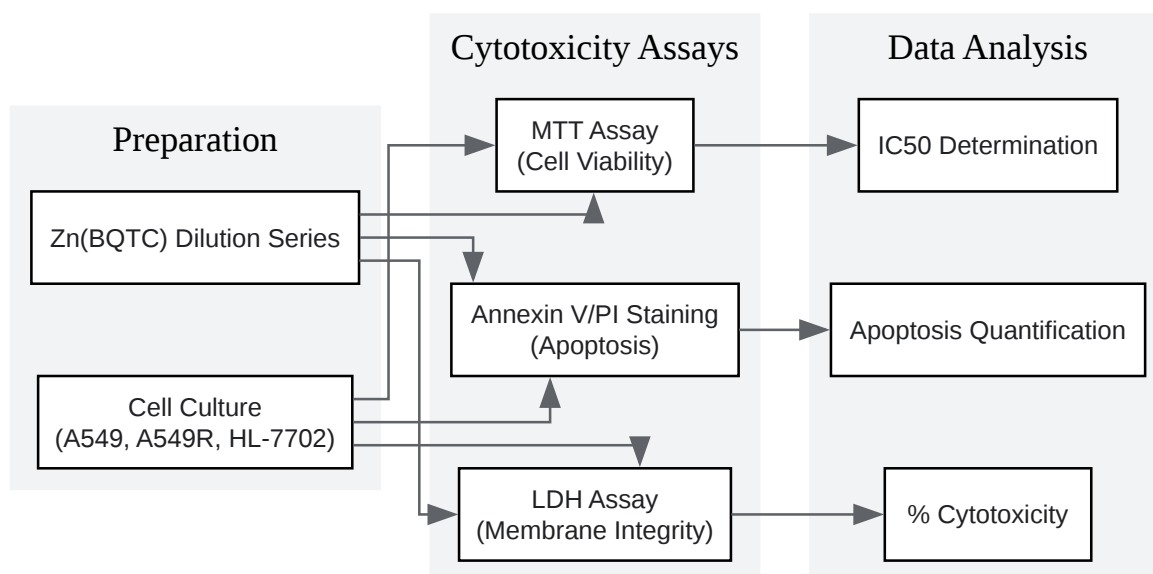 Preparation
Zn(BQTC) Dilution Series
Cell Culture
(A549, A549R, HL-7702)
Cytotoxicity Assays
MTT Assay
(Cell Viability)
Annexin V/PI Staining
(Apoptosis)
LDH Assay
(Membrane Integrity)
Data Analysis
IC50 Determination
Apoptosis Quantification
% Cytotoxicity